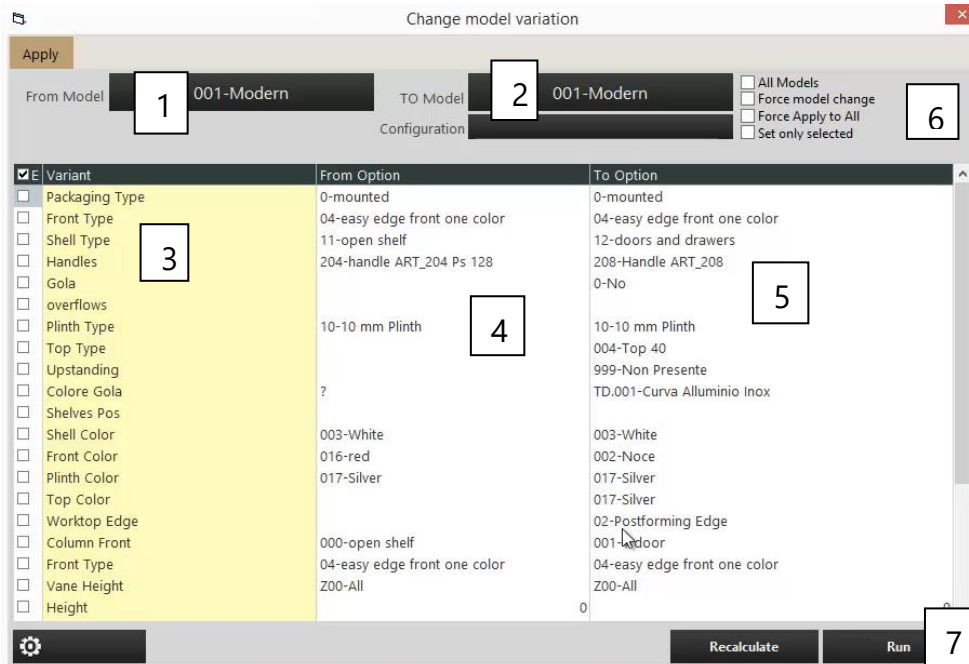 Change model variation
Apply
From Model 1 001-Modern TO Model 2 001-Modern
Configuration
All Models
Force model change
Force Apply to All
Set only selected
6
E Variant From Option To Option
Packaging Type 0-mounted 0-mounted
Front Type 04-easy edge front one color 04-easy edge front one color
Shell Type 11-open shelf 12-doors and drawers
Handles 204-handle ART_204 Ps 128 208-Handle ART_208
3
Gola 0-No
5
overflows
Plinth Type 10-10 mm Plinth 10-10 mm Plinth
4
Top Type 004-Top 40
Upstanding 999-Non Presente
Colore Gola ? TD.001-Curva Alluminio Inox
Shelves Pos
Shell Color 003-White 003-White
Front Color 016-red 002-Noce
Plinth Color 017-Silver 017-Silver
Top Color 017-Silver
Worktop Edge 02-Postforming Edge
Column Front 000-open shelf
Front Type 04-easy edge front one color 04-easy edge front one color
Vane Height Z00-All Z00-All
Height 0
Recalculate Run 7